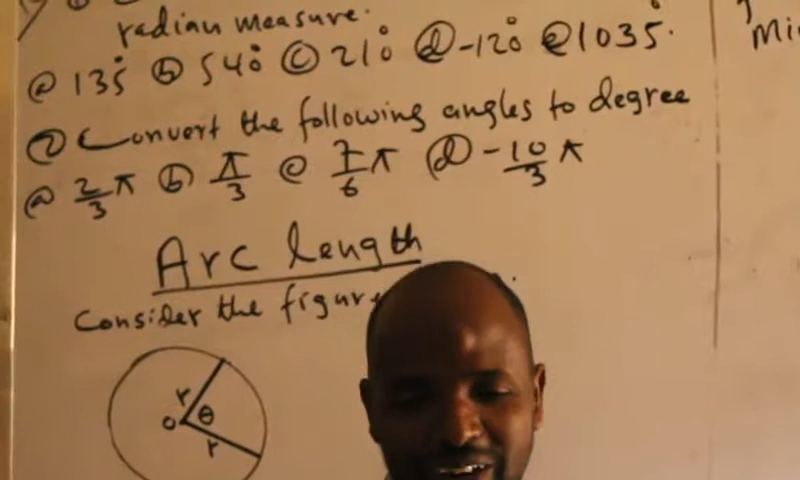 radian measure.
ⓐ 135° ⓑ 540° ⓒ 210° ⓓ -120° ⓔ 1035°.
② Convert the following angles to degree
ⓐ 2/3 π ⓑ π/3 ⓒ 7/6 π ⓓ -10/3 π
Arc length
Consider the figure
r
θ
o
r